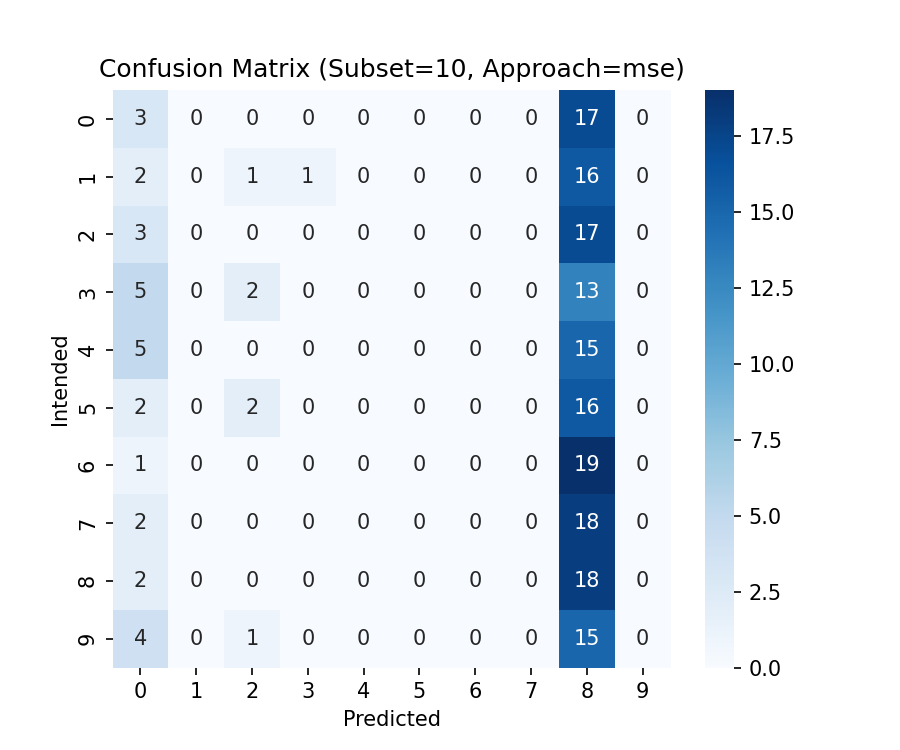 Confusion Matrix (Subset=10, Approach=mse)
0 3 0 0 0 0 0 0 0 17 0
1 2 0 1 1 0 0 0 0 16 0
2 3 0 0 0 0 0 0 0 17 0
3 5 0 2 0 0 0 0 0 13 0
4 5 0 0 0 0 0 0 0 15 0
5 2 0 2 0 0 0 0 0 16 0
6 1 0 0 0 0 0 0 0 19 0
7 2 0 0 0 0 0 0 0 18 0
8 2 0 0 0 0 0 0 0 18 0
9 4 0 1 0 0 0 0 0 15 0
0 1 2 3 4 5 6 7 8 9
Predicted
Intended
17.5
15.0
12.5
10.0
7.5
5.0
2.5
0.0